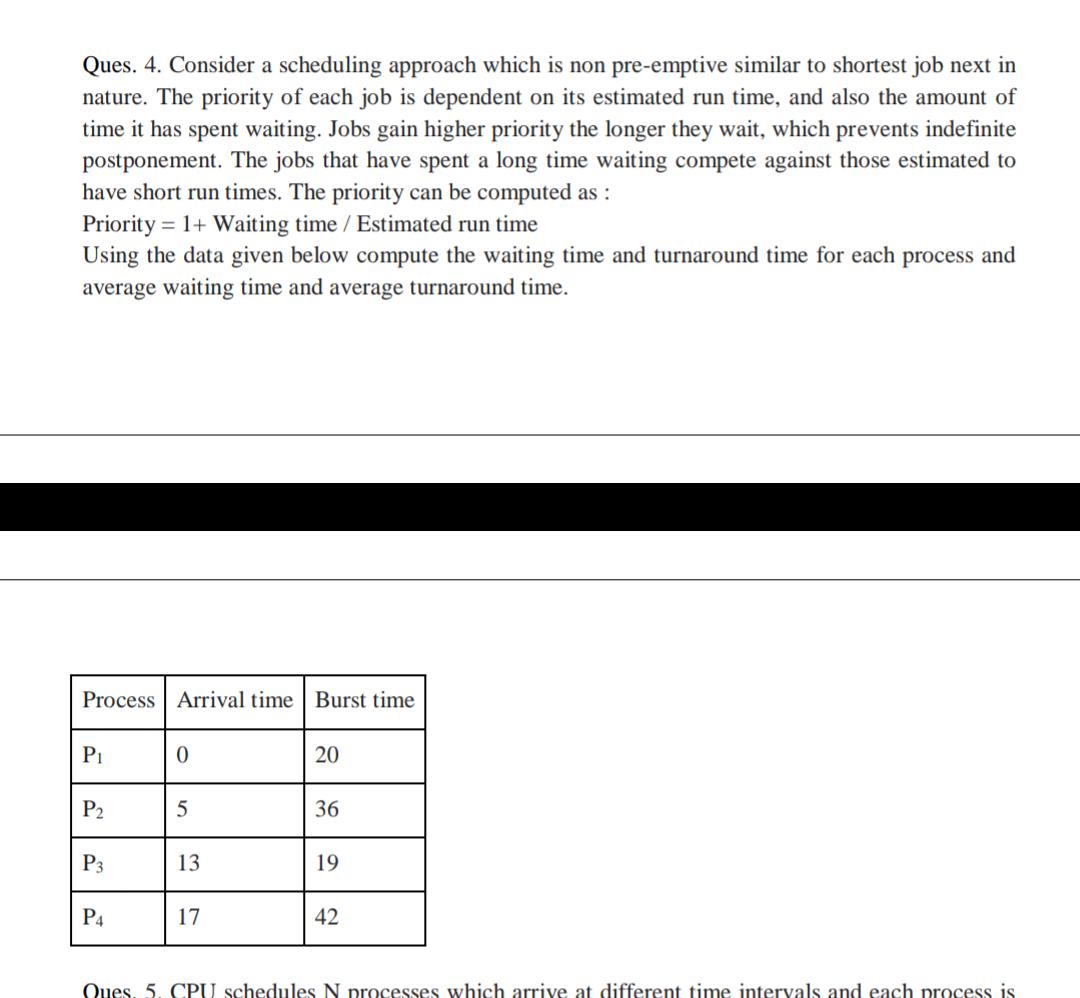 Ques. 4. Consider a scheduling approach which is non pre-emptive similar to shortest job next in
nature. The priority of each job is dependent on its estimated run time, and also the amount of
time it has spent waiting. Jobs gain higher priority the longer they wait, which prevents indefinite
postponement. The jobs that have spent a long time waiting compete against those estimated to
have short run times. The priority can be computed as :
Priority = 1+ Waiting time / Estimated run time
Using the data given below compute the waiting time and turnaround time for each process and
average waiting time and average turnaround time.
Process Arrival time Burst time
P1 0 20
P2 5 36
P3 13 19
P4 17 42
Ques. 5. CPU schedules N processes which arrive at different time intervals and each process is